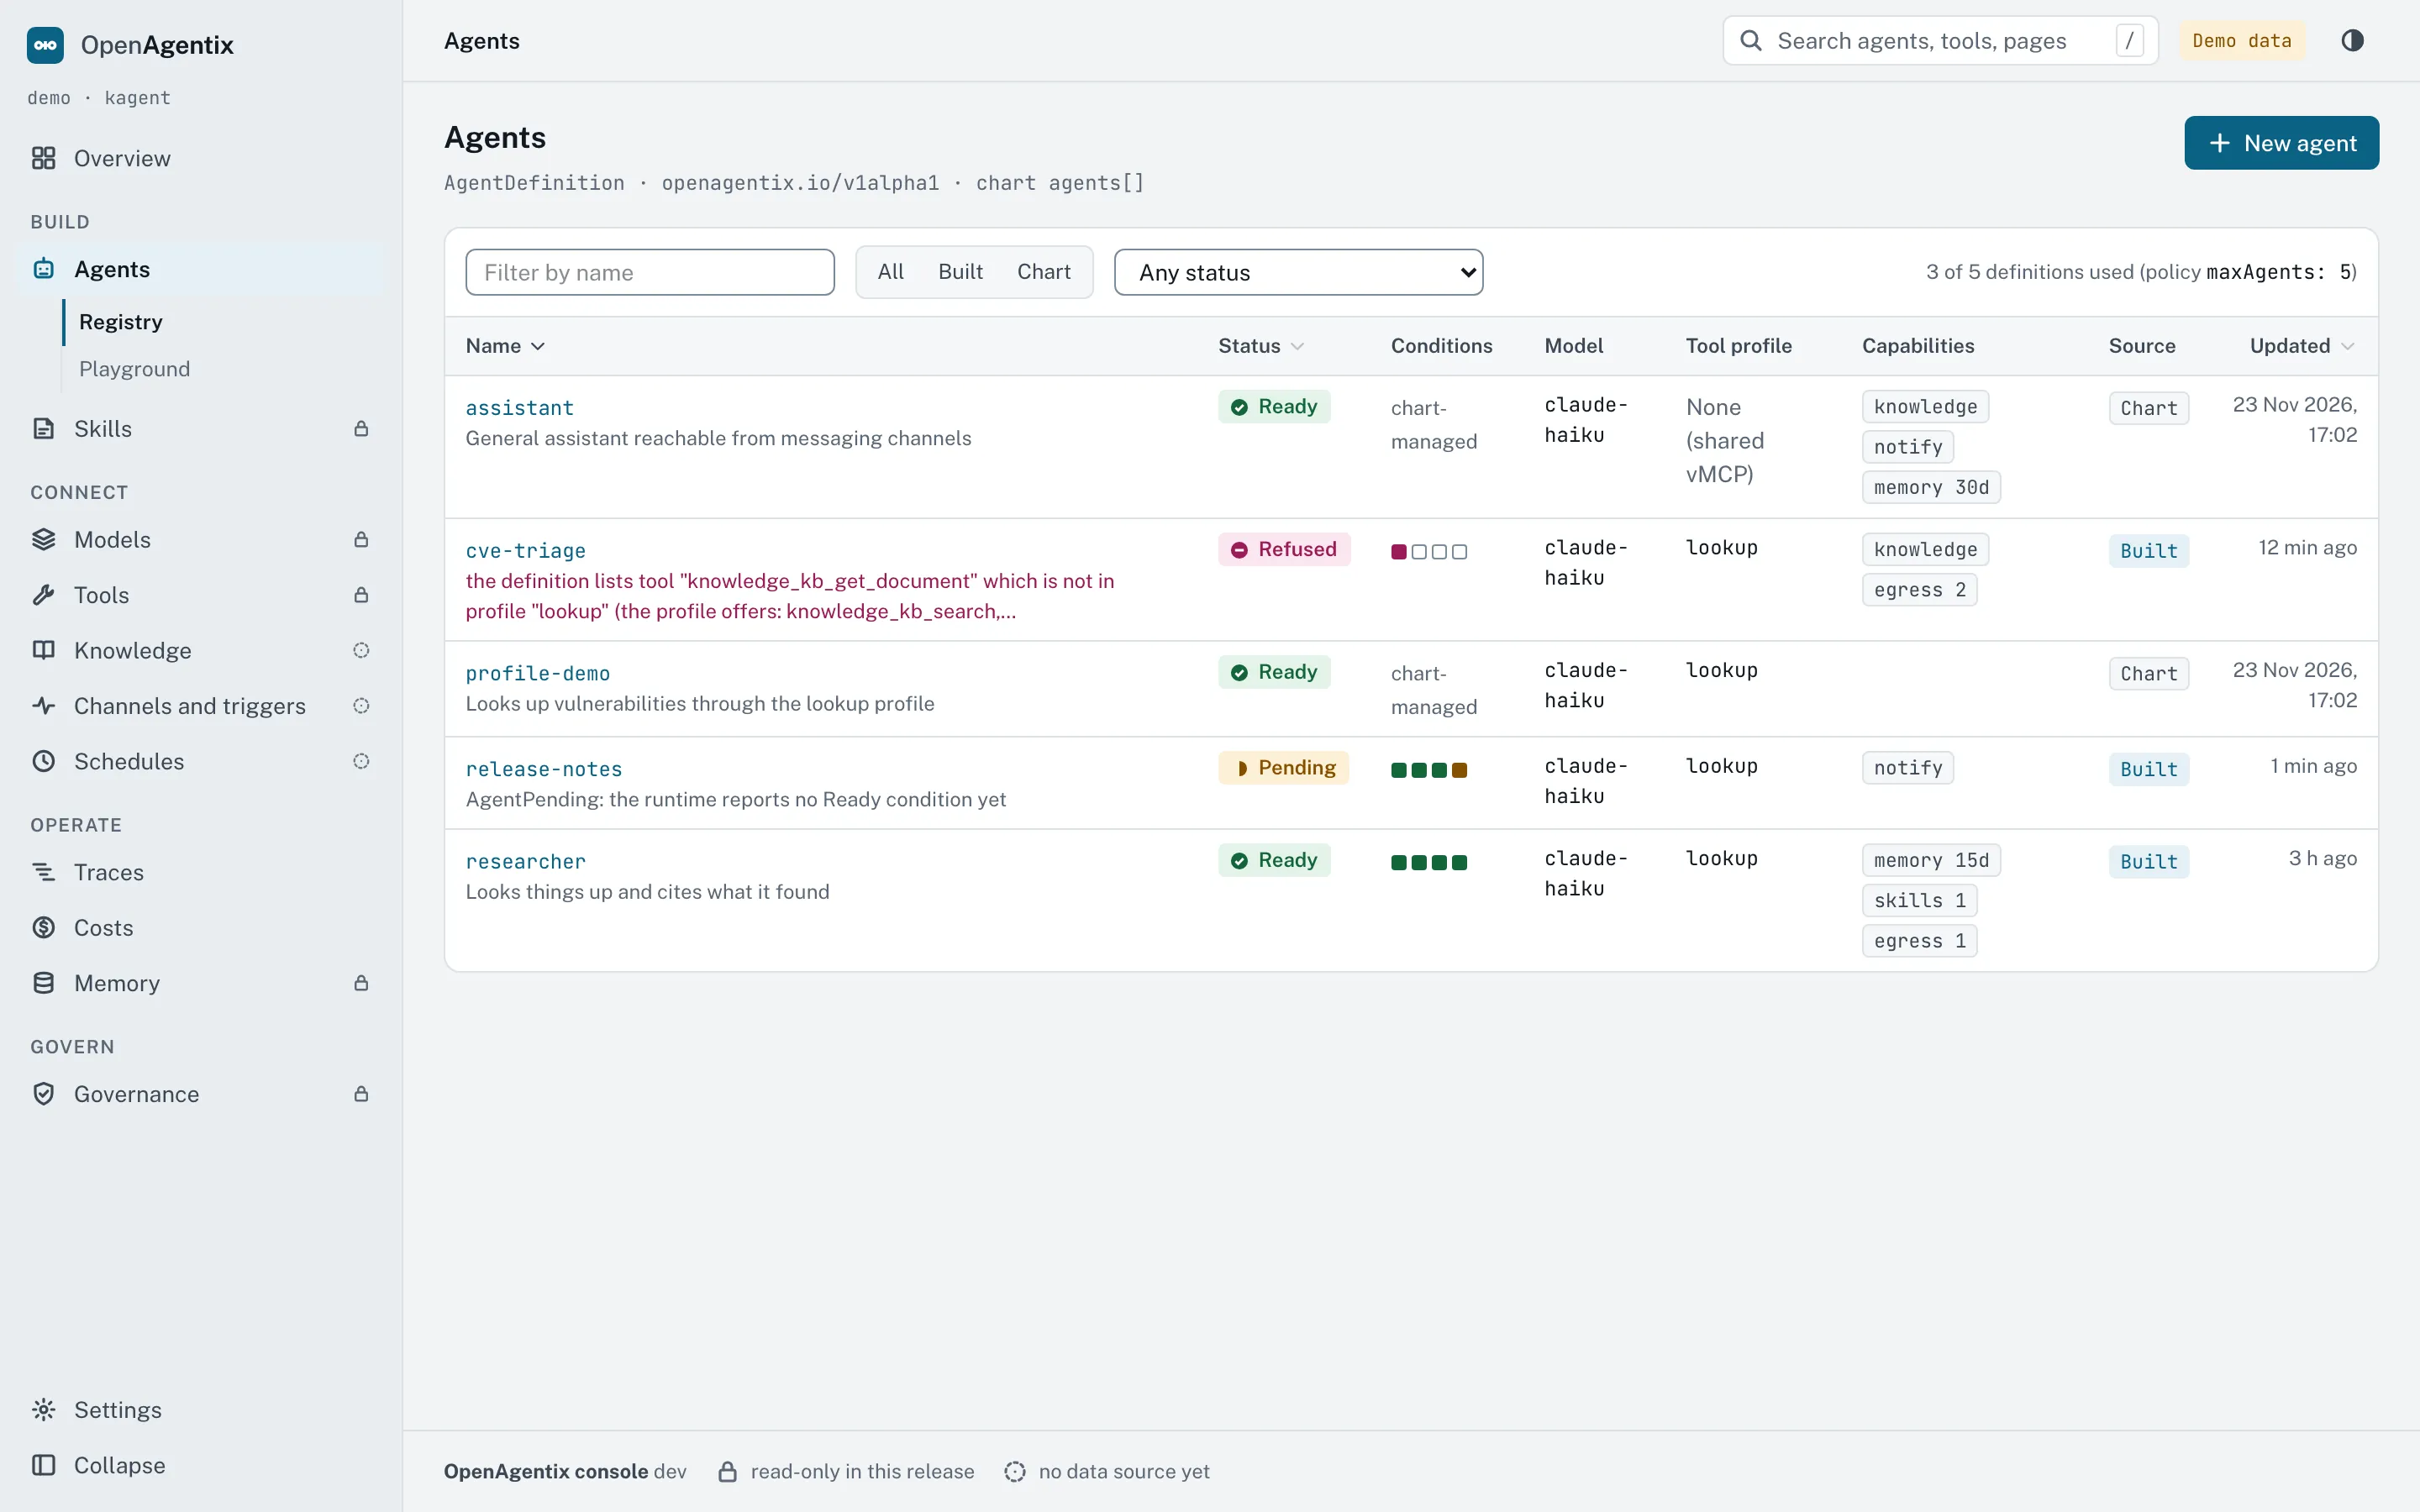 OpenAgentix
demo · kagent
Overview
BUILD
Agents
Registry
Playground
Skills
CONNECT
Models
Tools
Knowledge
Channels and triggers
Schedules
OPERATE
Traces
Costs
Memory
GOVERN
Governance
Settings
Collapse
Agents
Search agents, tools, pages /
Demo data
Agents
AgentDefinition · openagentix.io/v1alpha1 · chart agents[]
+ New agent
Filter by name
All Built Chart
Any status
3 of 5 definitions used (policy maxAgents: 5)
Name Status Conditions Model Tool profile Capabilities Source Updated
assistant
General assistant reachable from messaging channels
Ready
chart-
managed
claude-
haiku
None
(shared
vMCP)
knowledge
notify
memory 30d
Chart
23 Nov 2026,
17:02
cve-triage
the definition lists tool "knowledge_kb_get_document" which is not in
profile "lookup" (the profile offers: knowledge_kb_search,...
Refused
claude-
haiku
lookup
knowledge
egress 2
Built
12 min ago
profile-demo
Looks up vulnerabilities through the lookup profile
Ready
chart-
managed
claude-
haiku
lookup
Chart
23 Nov 2026,
17:02
release-notes
AgentPending: the runtime reports no Ready condition yet
Pending
claude-
haiku
lookup
notify
Built
1 min ago
researcher
Looks things up and cites what it found
Ready
claude-
haiku
lookup
memory 15d
skills 1
egress 1
Built
3 h ago
OpenAgentix console dev read-only in this release no data source yet